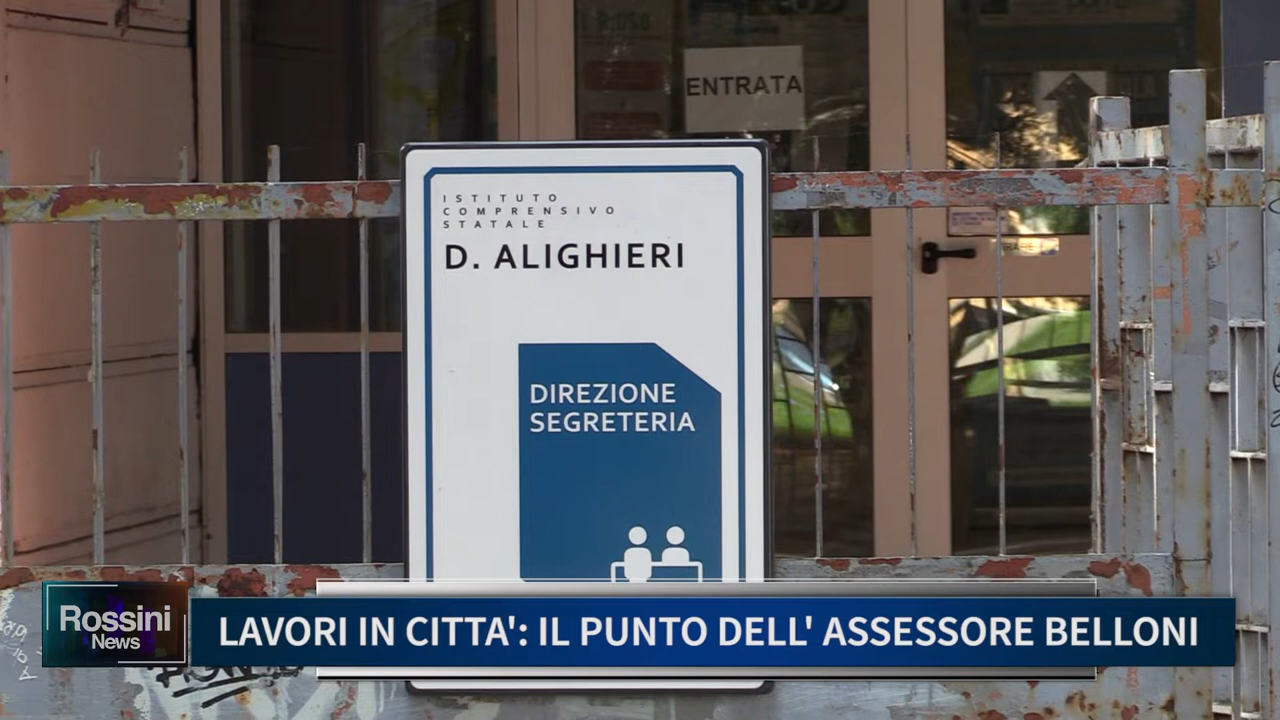 ENTRATA
ISTITUTO
COMPRENSIVO
STATALE
D. ALIGHIERI
DIREZIONE
SEGRETERIA
Rossini
News
LAVORI IN CITTA': IL PUNTO DELL' ASSESSORE BELLONI